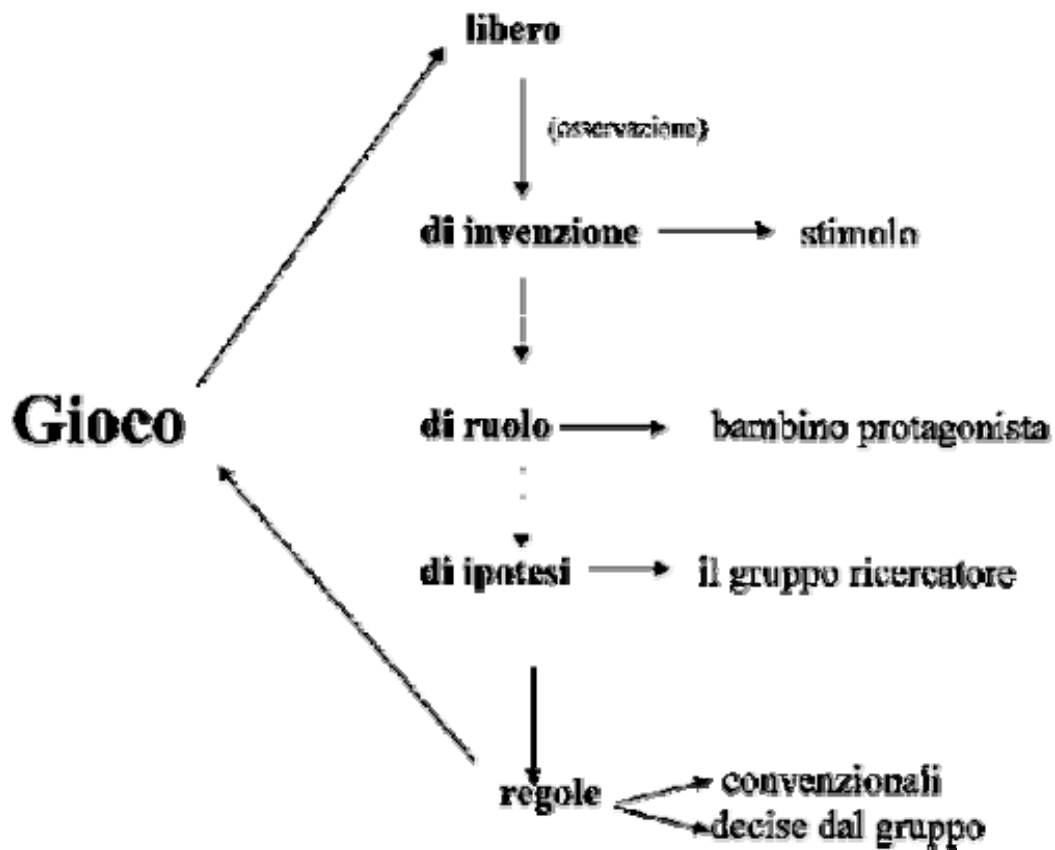 libero
(osservazione)
di invenzione
stimolo
Gioco
di ruolo
bambino protagonista
di ipotesi
il gruppo ricercatore
regole
convenzionali
decise dal gruppo